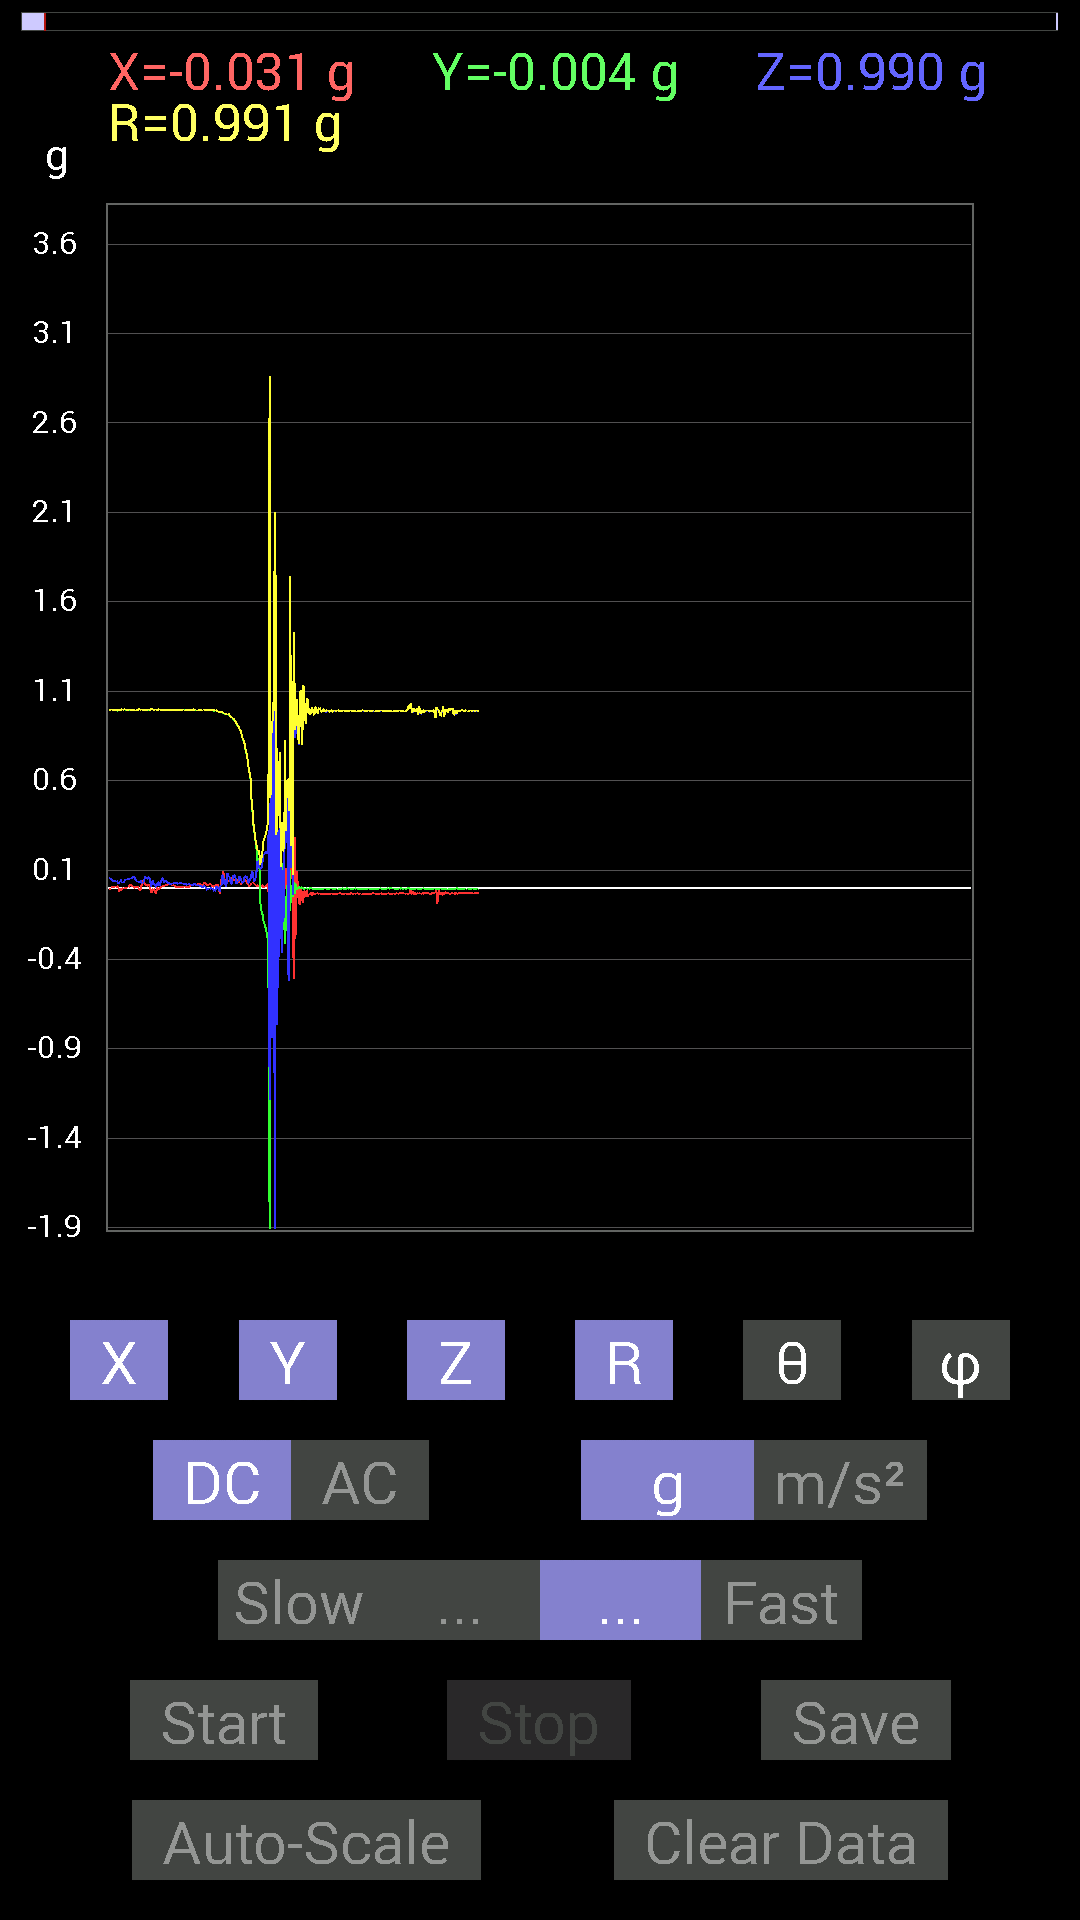 X=-0.031 g Y=-0.004 g Z=0.990 g
R=0.991 g
g
3.6
3.1
2.6
2.1
1.6
1.1
0.6
0.1
-0.4
-0.9
-1.4
-1.9
X Y Z R θ φ
DC AC g m/s²
Slow ... ... Fast
Start Stop Save
Auto-Scale Clear Data